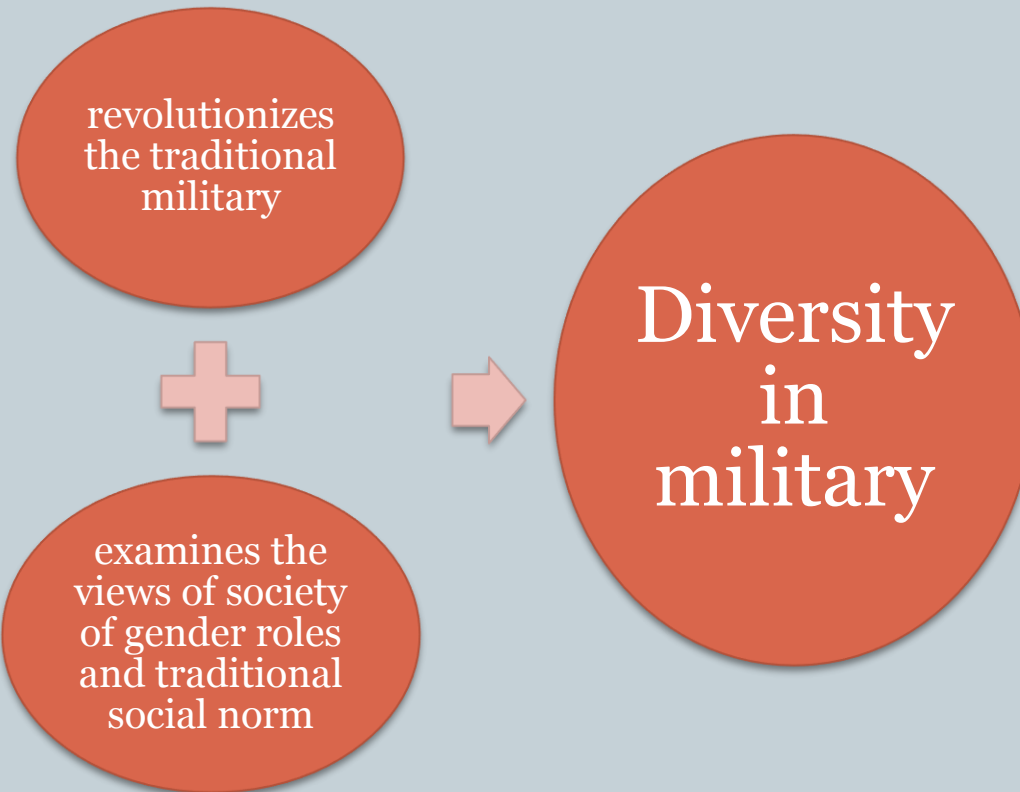 revolutionizes
the traditional
military
examines the
views of society
of gender roles
and traditional
social norm
Diversity
in
military